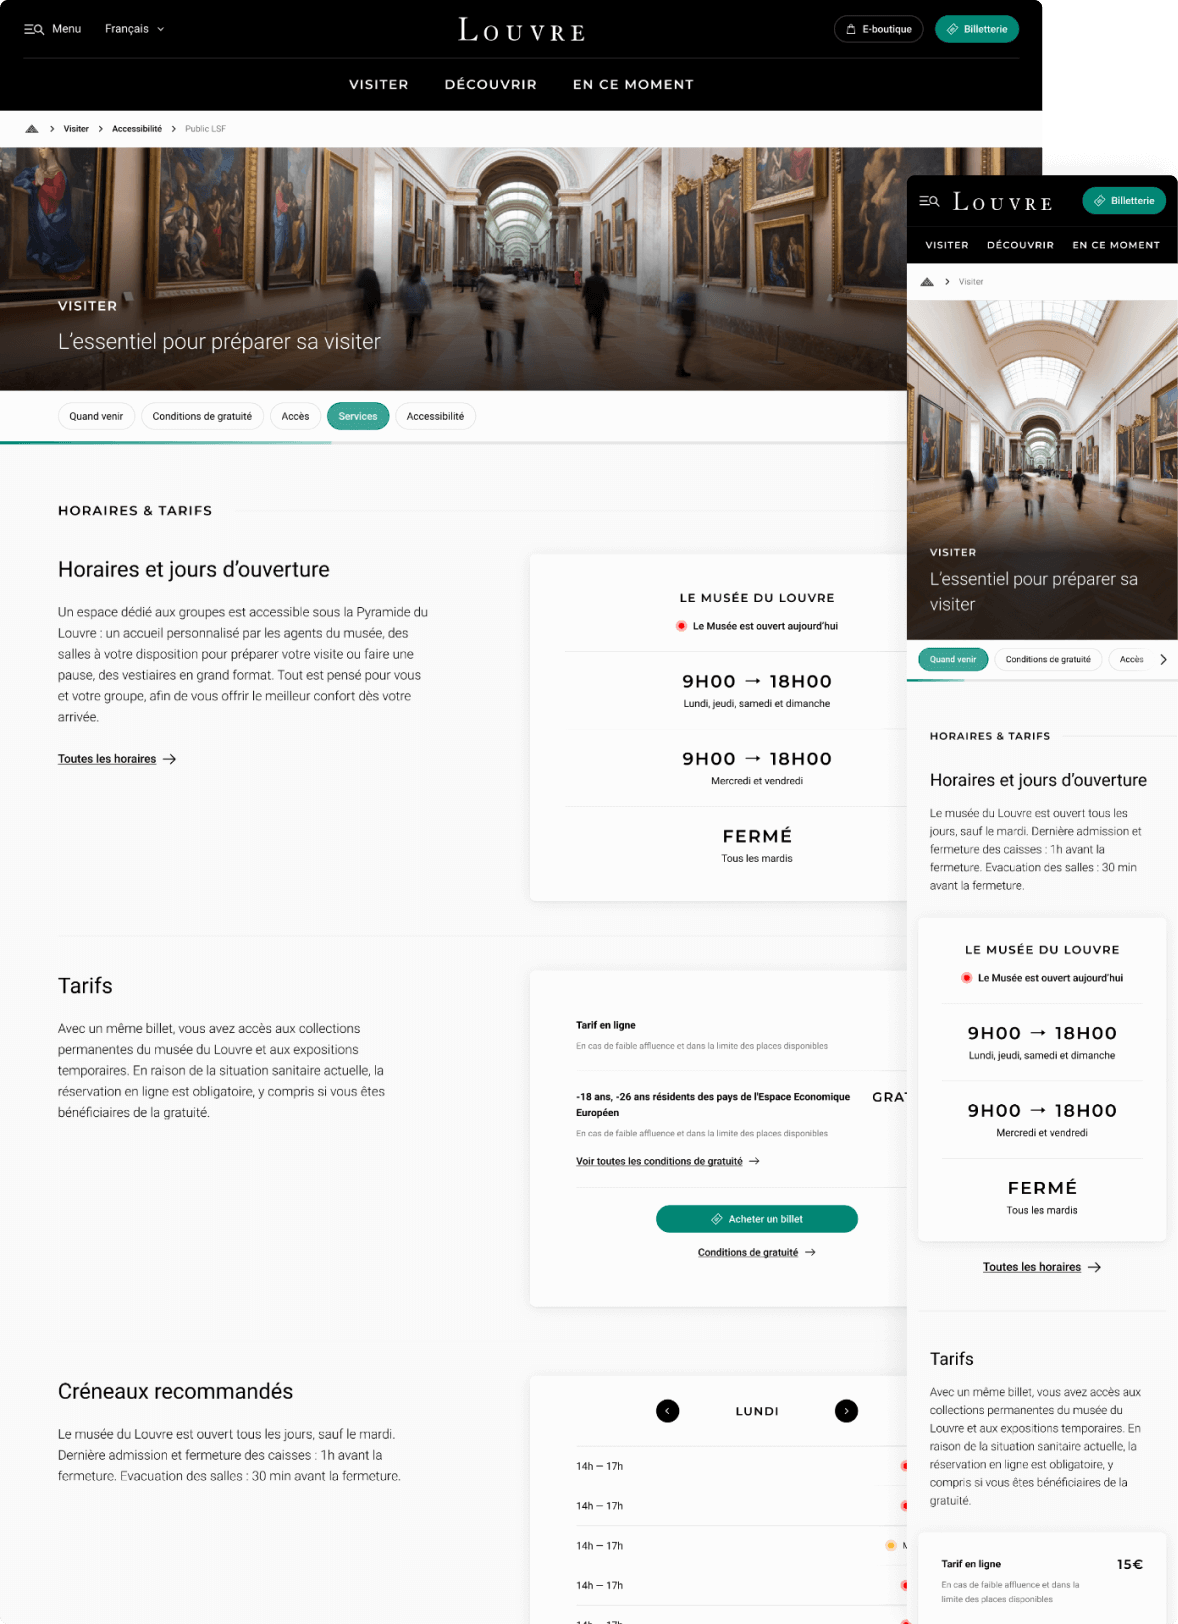 Menu
Français
LOUVRE
E-boutique
Billetterie
VISITER
DÉCOUVRIR
EN CE MOMENT
Visiter
Accessibilité
Public LSF
VISITER
L’essentiel pour préparer sa visiter
Quand venir
Conditions de gratuité
Accès
Services
Accessibilité
HORAIRES & TARIFS
Horaires et jours d’ouverture
Un espace dédié aux groupes est accessible sous la Pyramide du
Louvre : un accueil personnalisé par les agents du musée, des
salles à votre disposition pour préparer votre visite ou faire une
pause, des vestiaires en grand format. Tout est pensé pour vous
et votre groupe, afin de vous offrir le meilleur confort dès votre
arrivée.
Toutes les horaires →
LE MUSÉE DU LOUVRE
Le Musée est ouvert aujourd’hui
9H00 → 18H00
Lundi, jeudi, samedi et dimanche
9H00 → 18H00
Mercredi et vendredi
FERMÉ
Tous les mardis
Tarifs
Avec un même billet, vous avez accès aux collections
permanentes du musée du Louvre et aux expositions
temporaires. En raison de la situation sanitaire actuelle, la
réservation en ligne est obligatoire, y compris si vous êtes
bénéficiaires de la gratuité.
Tarif en ligne
En cas de faible affluence et dans la limite des places disponibles
-18 ans, -26 ans résidents des pays de l'Espace Economique
Européen
En cas de faible affluence et dans la limite des places disponibles
Voir toutes les conditions de gratuité →
Acheter un billet
Conditions de gratuité →
Créneaux recommandés
Le musée du Louvre est ouvert tous les jours, sauf le mardi.
Dernière admission et fermeture des caisses : 1h avant la
fermeture. Evacuation des salles : 30 min avant la fermeture.
LUNDI
14h – 17h
14h – 17h
14h – 17h
14h – 17h
LOUVRE
Billetterie
VISITER
DÉCOUVRIR
EN CE MOMENT
Visiter
VISITER
L’essentiel pour préparer sa
visiter
Quand venir
Conditions de gratuité
Accès
HORAIRES & TARIFS
Horaires et jours d’ouverture
Le musée du Louvre est ouvert tous les
jours, sauf le mardi. Dernière admission et
fermeture des caisses : 1h avant la
fermeture. Evacuation des salles : 30 min
avant la fermeture.
LE MUSÉE DU LOUVRE
Le Musée est ouvert aujourd’hui
9H00 → 18H00
Lundi, jeudi, samedi et dimanche
9H00 → 18H00
Mercredi et vendredi
FERMÉ
Tous les mardis
Toutes les horaires →
Tarifs
Avec un même billet, vous avez accès aux
collections permanentes du musée du
Louvre et aux expositions temporaires. En
raison de la situation sanitaire actuelle, la
réservation en ligne est obligatoire, y
compris si vous êtes bénéficiaires de la
gratuité.
Tarif en ligne
15€
En cas de faible affluence et dans la
limite des places disponibles